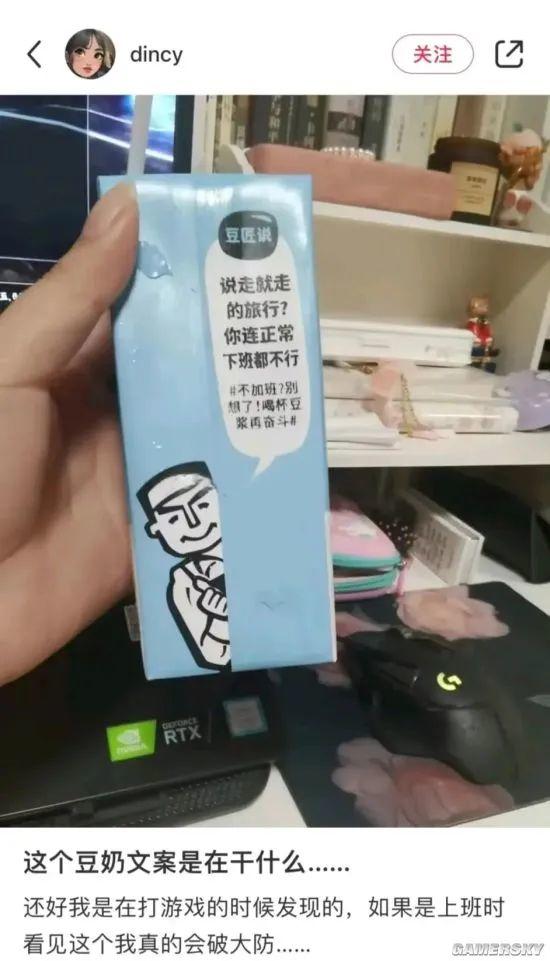 dincy
关注
与和平
豆匠说
说走就走
的旅行?
你连正常
下班都不行
#不加班?别
想了!喝杯豆
浆再奋斗#
NVIDIA
GEFORCE
RTX
这个豆奶文案是在干什么......
还好我是在打游戏的时候发现的，如果是上班时
看见这个我真的会破大防......
GAMERSKY